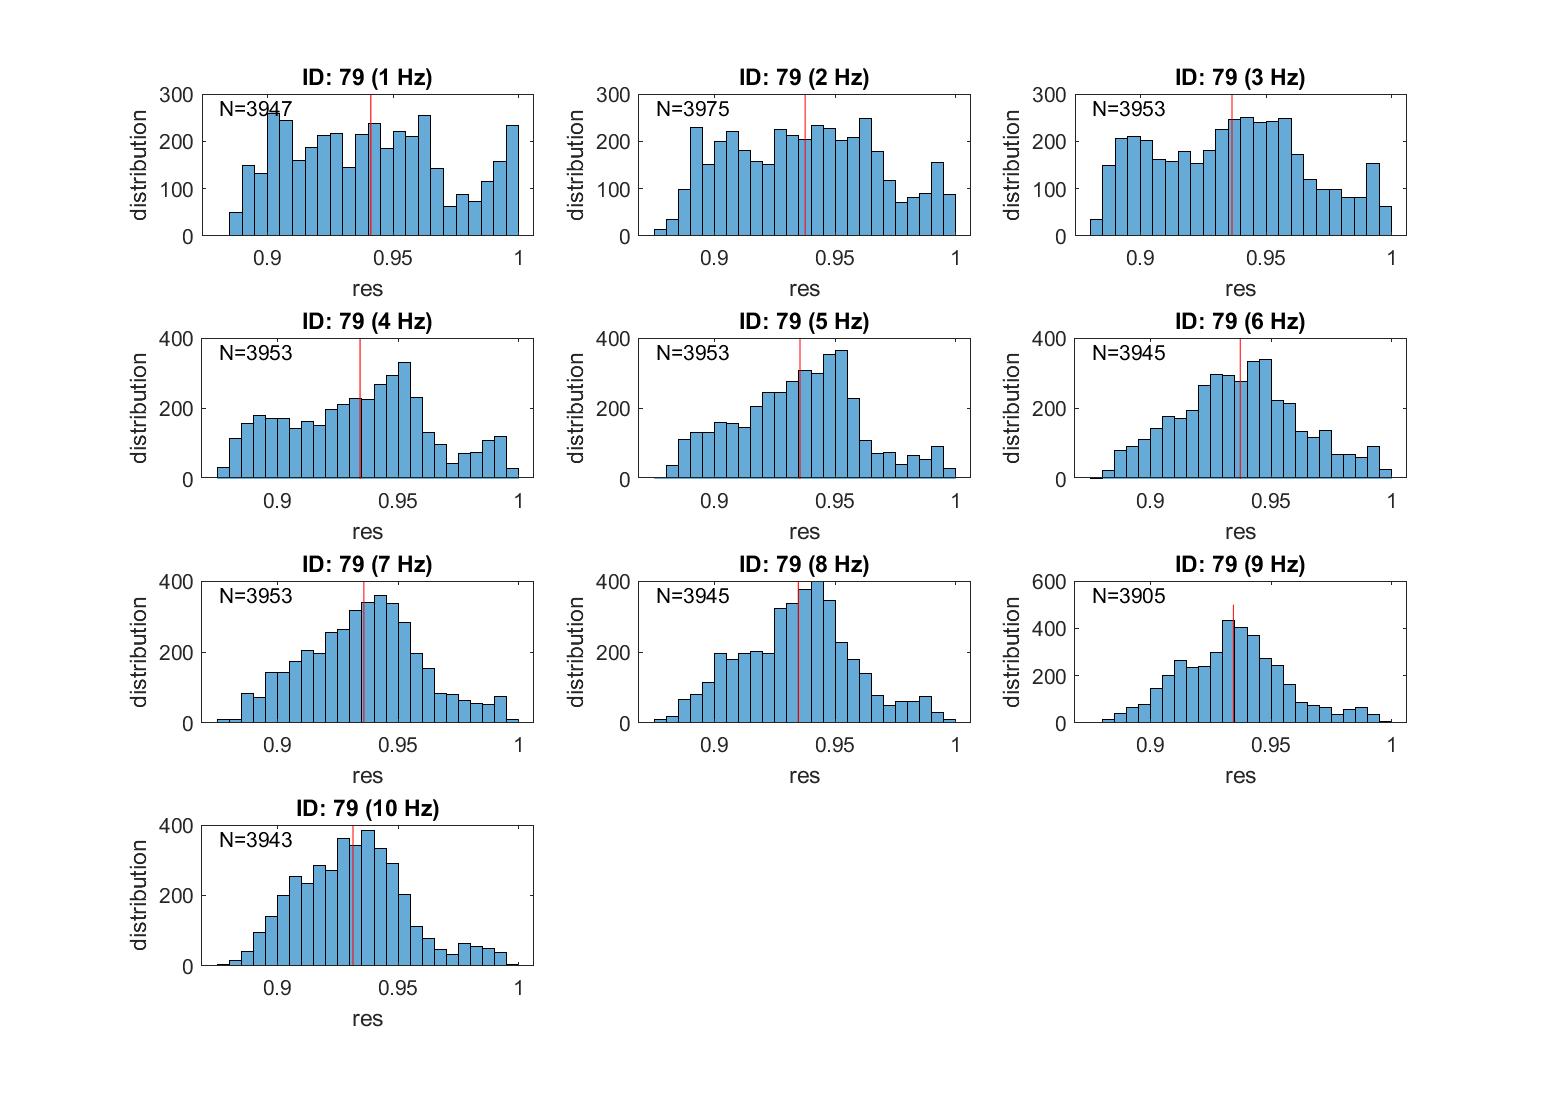 ID: 79 (1 Hz)
N=3947
300
200
100
0
distribution
0.9 0.95 1
res
ID: 79 (2 Hz)
N=3975
300
200
100
0
distribution
0.9 0.95 1
res
ID: 79 (3 Hz)
N=3953
300
200
100
0
distribution
0.9 0.95 1
res
ID: 79 (4 Hz)
N=3953
400
200
0
distribution
0.9 0.95 1
res
ID: 79 (5 Hz)
N=3953
400
200
0
distribution
0.9 0.95 1
res
ID: 79 (6 Hz)
N=3945
400
200
0
distribution
0.9 0.95 1
res
ID: 79 (7 Hz)
N=3953
400
200
0
distribution
0.9 0.95 1
res
ID: 79 (8 Hz)
N=3945
400
200
0
distribution
0.9 0.95 1
res
ID: 79 (9 Hz)
N=3905
600
400
200
0
distribution
0.9 0.95 1
res
ID: 79 (10 Hz)
N=3943
400
200
0
distribution
0.9 0.95 1
res